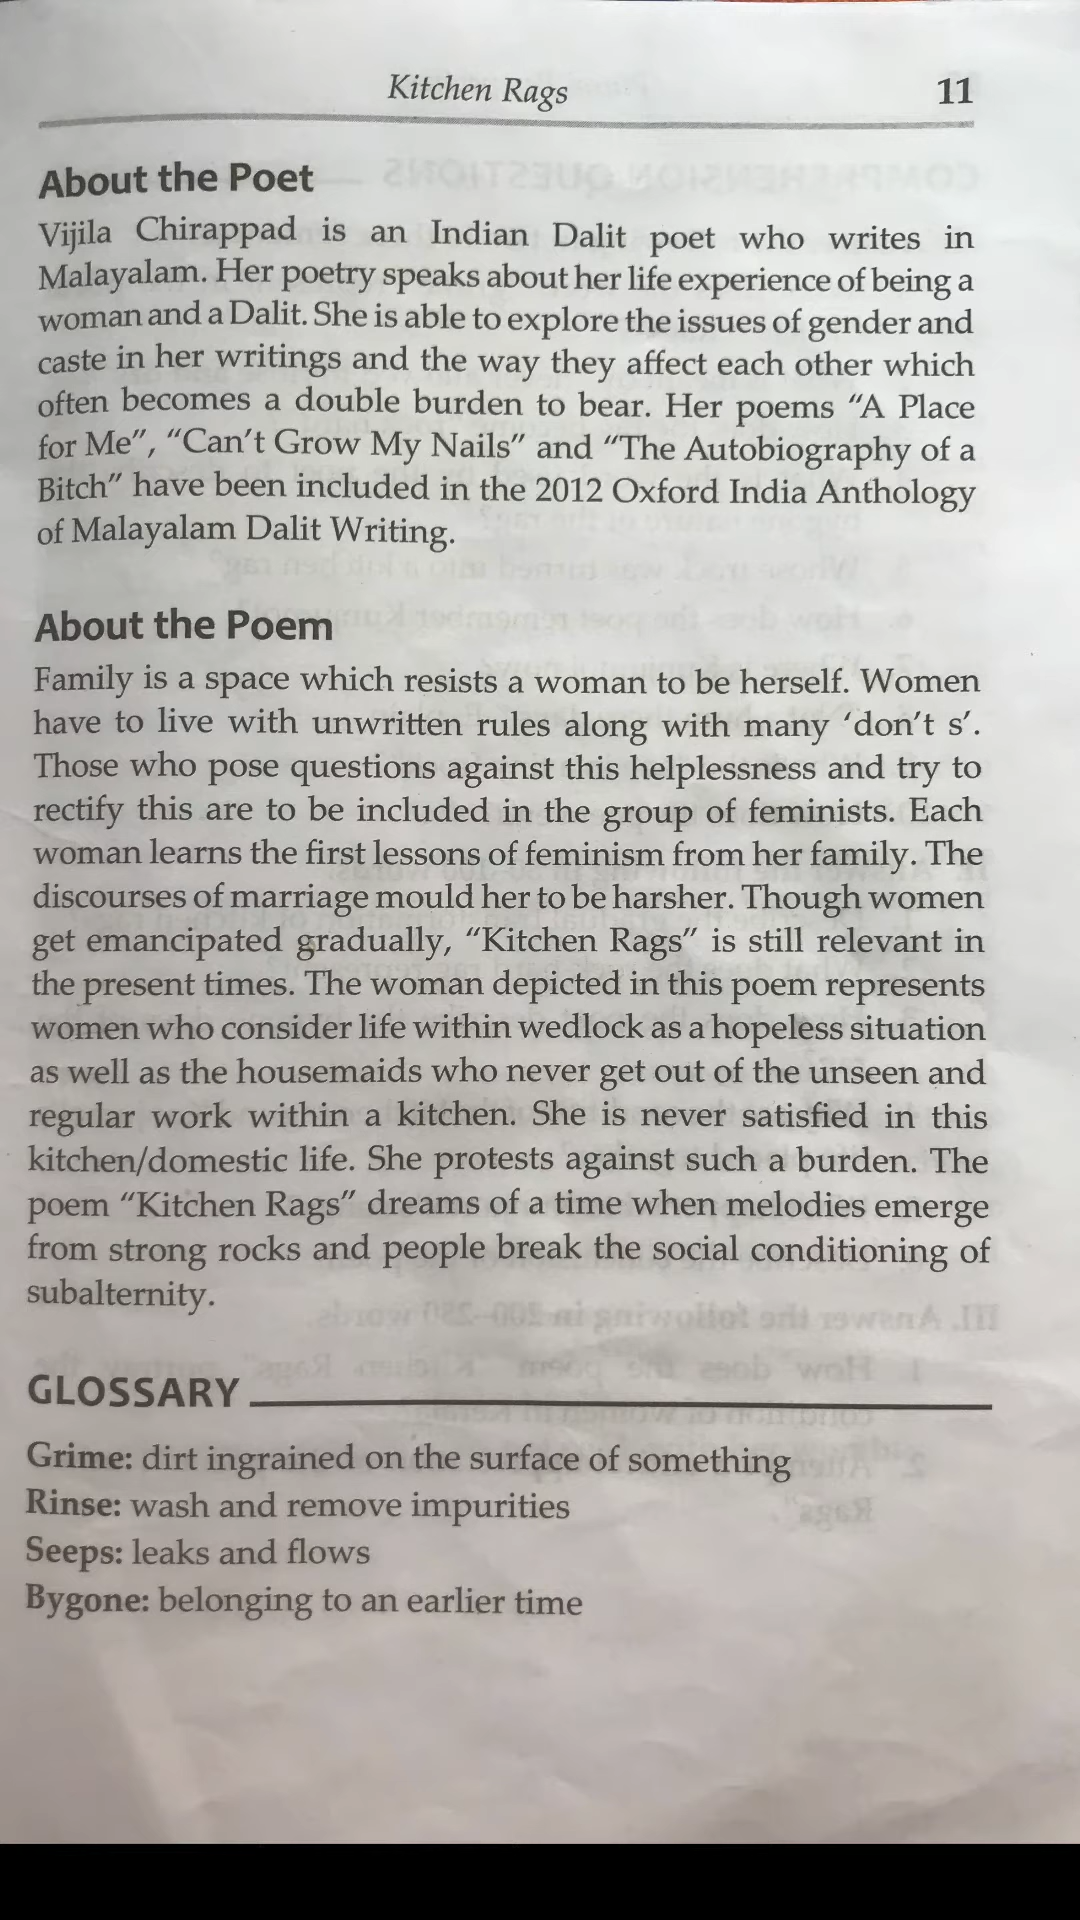 Kitchen Rags 11
About the Poet
Vijila Chirappad is an Indian Dalit poet who writes in
Malayalam. Her poetry speaks about her life experience of being a
woman and a Dalit. She is able to explore the issues of gender and
caste in her writings and the way they affect each other which
often becomes a double burden to bear. Her poems “A Place
for Me”, “Can’t Grow My Nails” and “The Autobiography of a
Bitch” have been included in the 2012 Oxford India Anthology
of Malayalam Dalit Writing.
About the Poem
Family is a space which resists a woman to be herself. Women
have to live with unwritten rules along with many ‘don’t s’.
Those who pose questions against this helplessness and try to
rectify this are to be included in the group of feminists. Each
woman learns the first lessons of feminism from her family. The
discourses of marriage mould her to be harsher. Though women
get emancipated gradually, “Kitchen Rags” is still relevant in
the present times. The woman depicted in this poem represents
women who consider life within wedlock as a hopeless situation
as well as the housemaids who never get out of the unseen and
regular work within a kitchen. She is never satisfied in this
kitchen/domestic life. She protests against such a burden. The
poem “Kitchen Rags” dreams of a time when melodies emerge
from strong rocks and people break the social conditioning of
subalternity.
GLOSSARY
Grime: dirt ingrained on the surface of something
Rinse: wash and remove impurities
Seeps: leaks and flows
Bygone: belonging to an earlier time